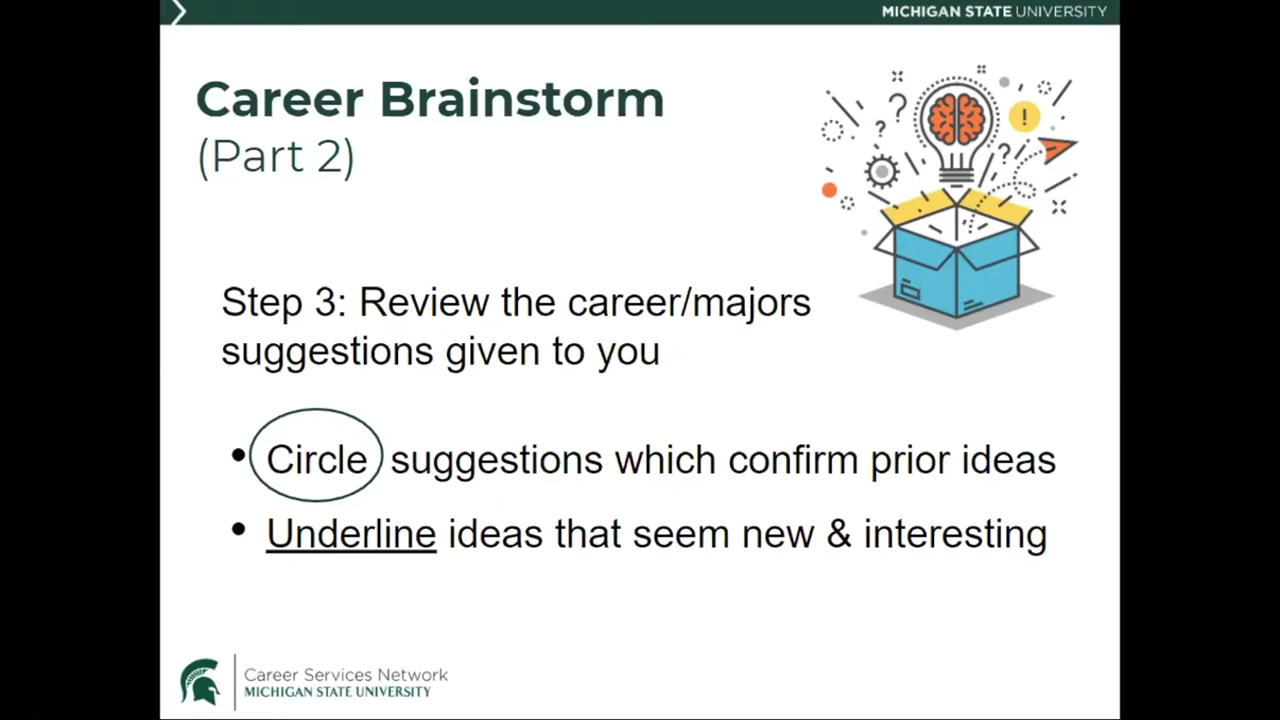 MICHIGAN STATE UNIVERSITY
Career Brainstorm
(Part 2)
Step 3: Review the career/majors
suggestions given to you
• Circle suggestions which confirm prior ideas
• Underline ideas that seem new & interesting
Career Services Network
MICHIGAN STATE UNIVERSITY